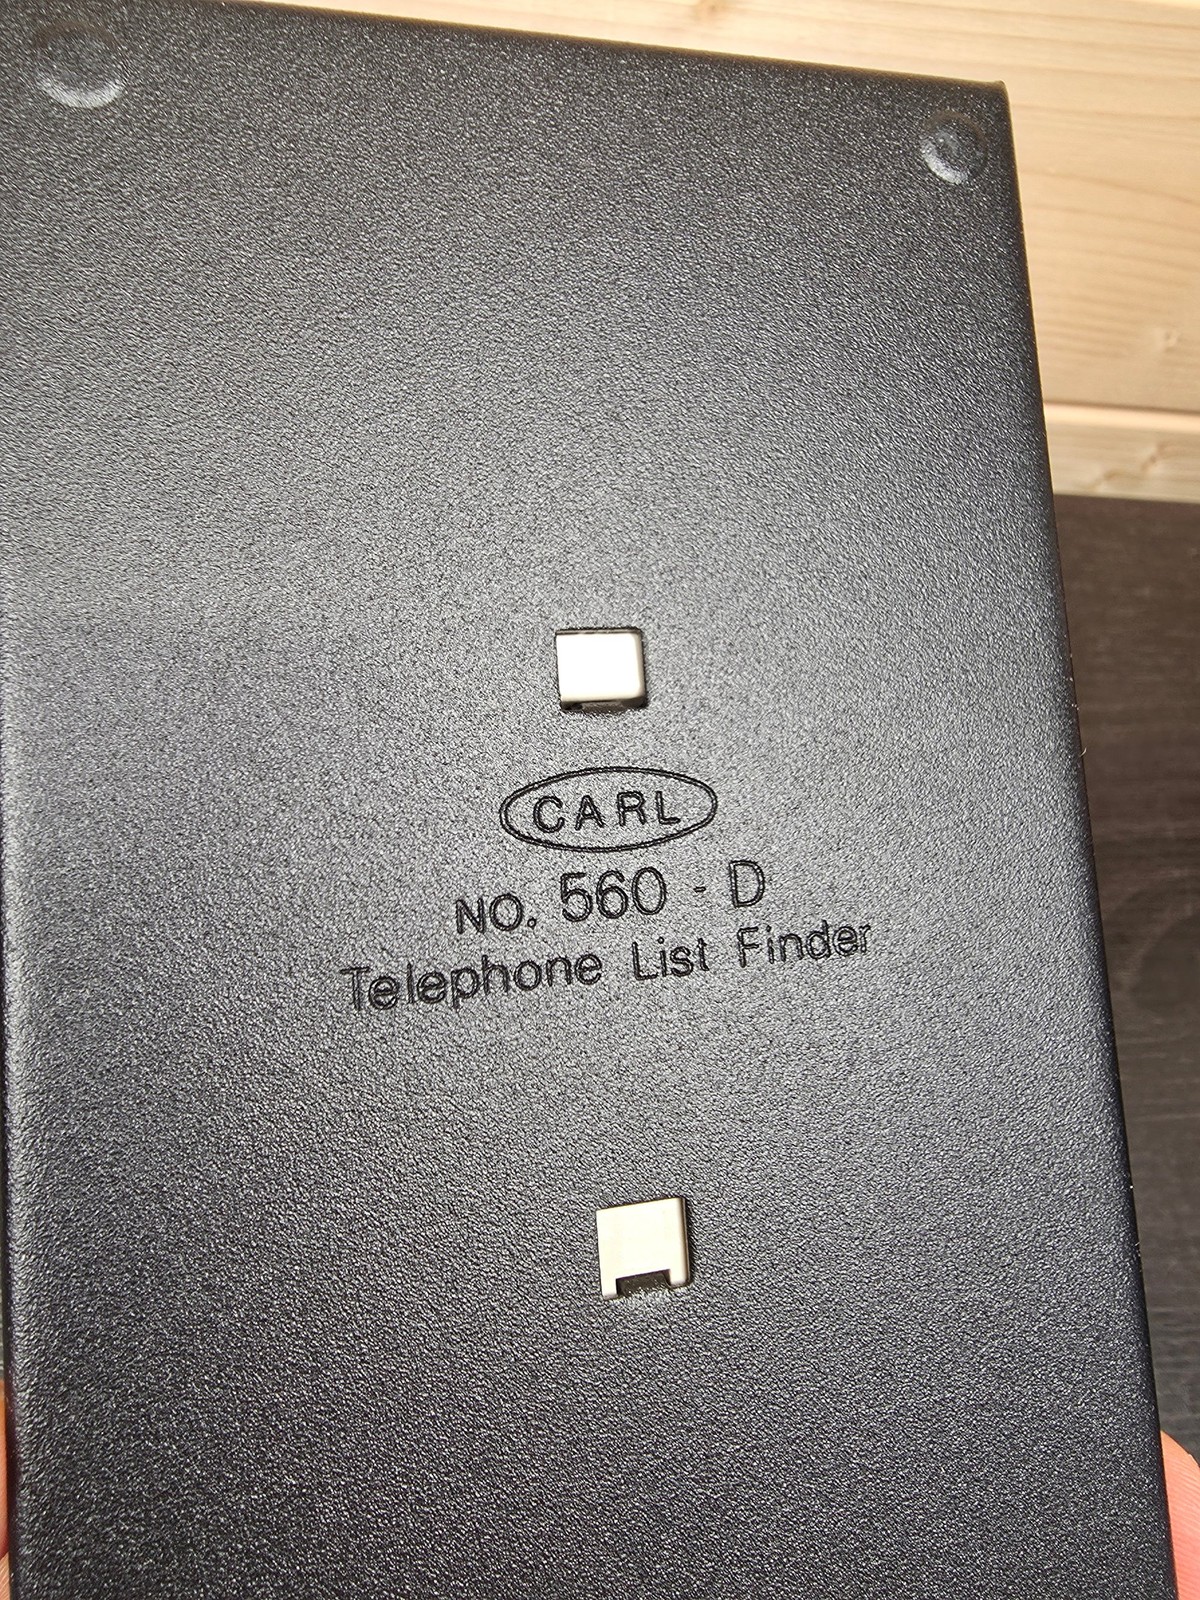 CARL
NO. 560 - D
Telephone List Finder